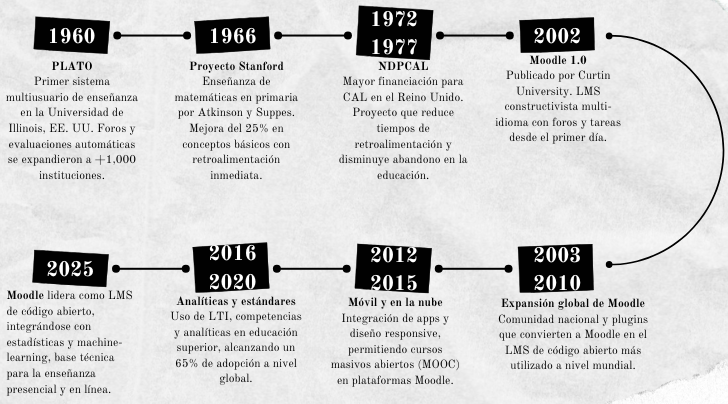 1960
PLATO
Primer sistema
multiusuario de enseñanza
en la Universidad de
Illinois, EE. UU. Foros y
evaluaciones automáticas
se expandieron a +1,000
instituciones.
1966
Proyecto Stanford
Enseñanza de
matemáticas en primaria
por Atkinson y Suppes.
Mejora del 25% en
conceptos básicos con
retroalimentación
inmediata.
1972
1977
NDPCAL
Mayor financiación para
CAL en el Reino Unido.
Proyecto que reduce
tiempos de
retroalimentación y
disminuye abandono en la
educación.
2002
Moodle 1.0
Publicado por Curtin
University. LMS
constructivista multi-
idioma con foros y tareas
desde el primer día.
2003
2010
Expansión global de Moodle
Comunidad nacional y plugins
que convierten a Moodle en el
LMS de código abierto más
utilizado a nivel mundial.
2012
2015
Móvil y en la nube
Integración de apps y
diseño responsive,
permitiendo cursos
masivos abiertos (MOOC)
en plataformas Moodle.
2016
2020
Analíticas y estándares
Uso de LTI, competencias
y analíticas en educación
superior, alcanzando un
65% de adopción a nivel
global.
2025
Moodle lidera como LMS
de código abierto,
integrándose con
estadísticas y machine-
learning, base técnica
para la enseñanza
presencial y en línea.